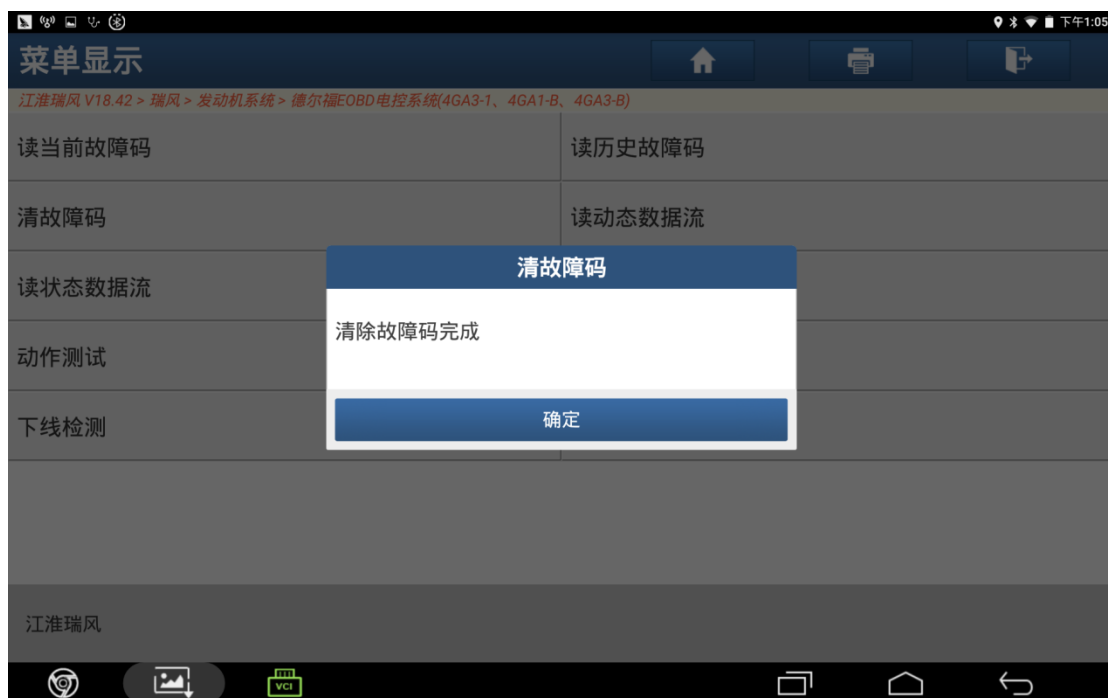 下午1:05
菜单显示
江淮瑞风 V18.42 > 瑞风 > 发动机系统 > 德尔福EOBD电控系统(4GA3-1、4GA1-B、4GA3-B)
读当前故障码
读历史故障码
清故障码
读动态数据流
读状态数据流
清故障码
清除故障码完成
动作测试
确定
下线检测
江淮瑞风
VCI